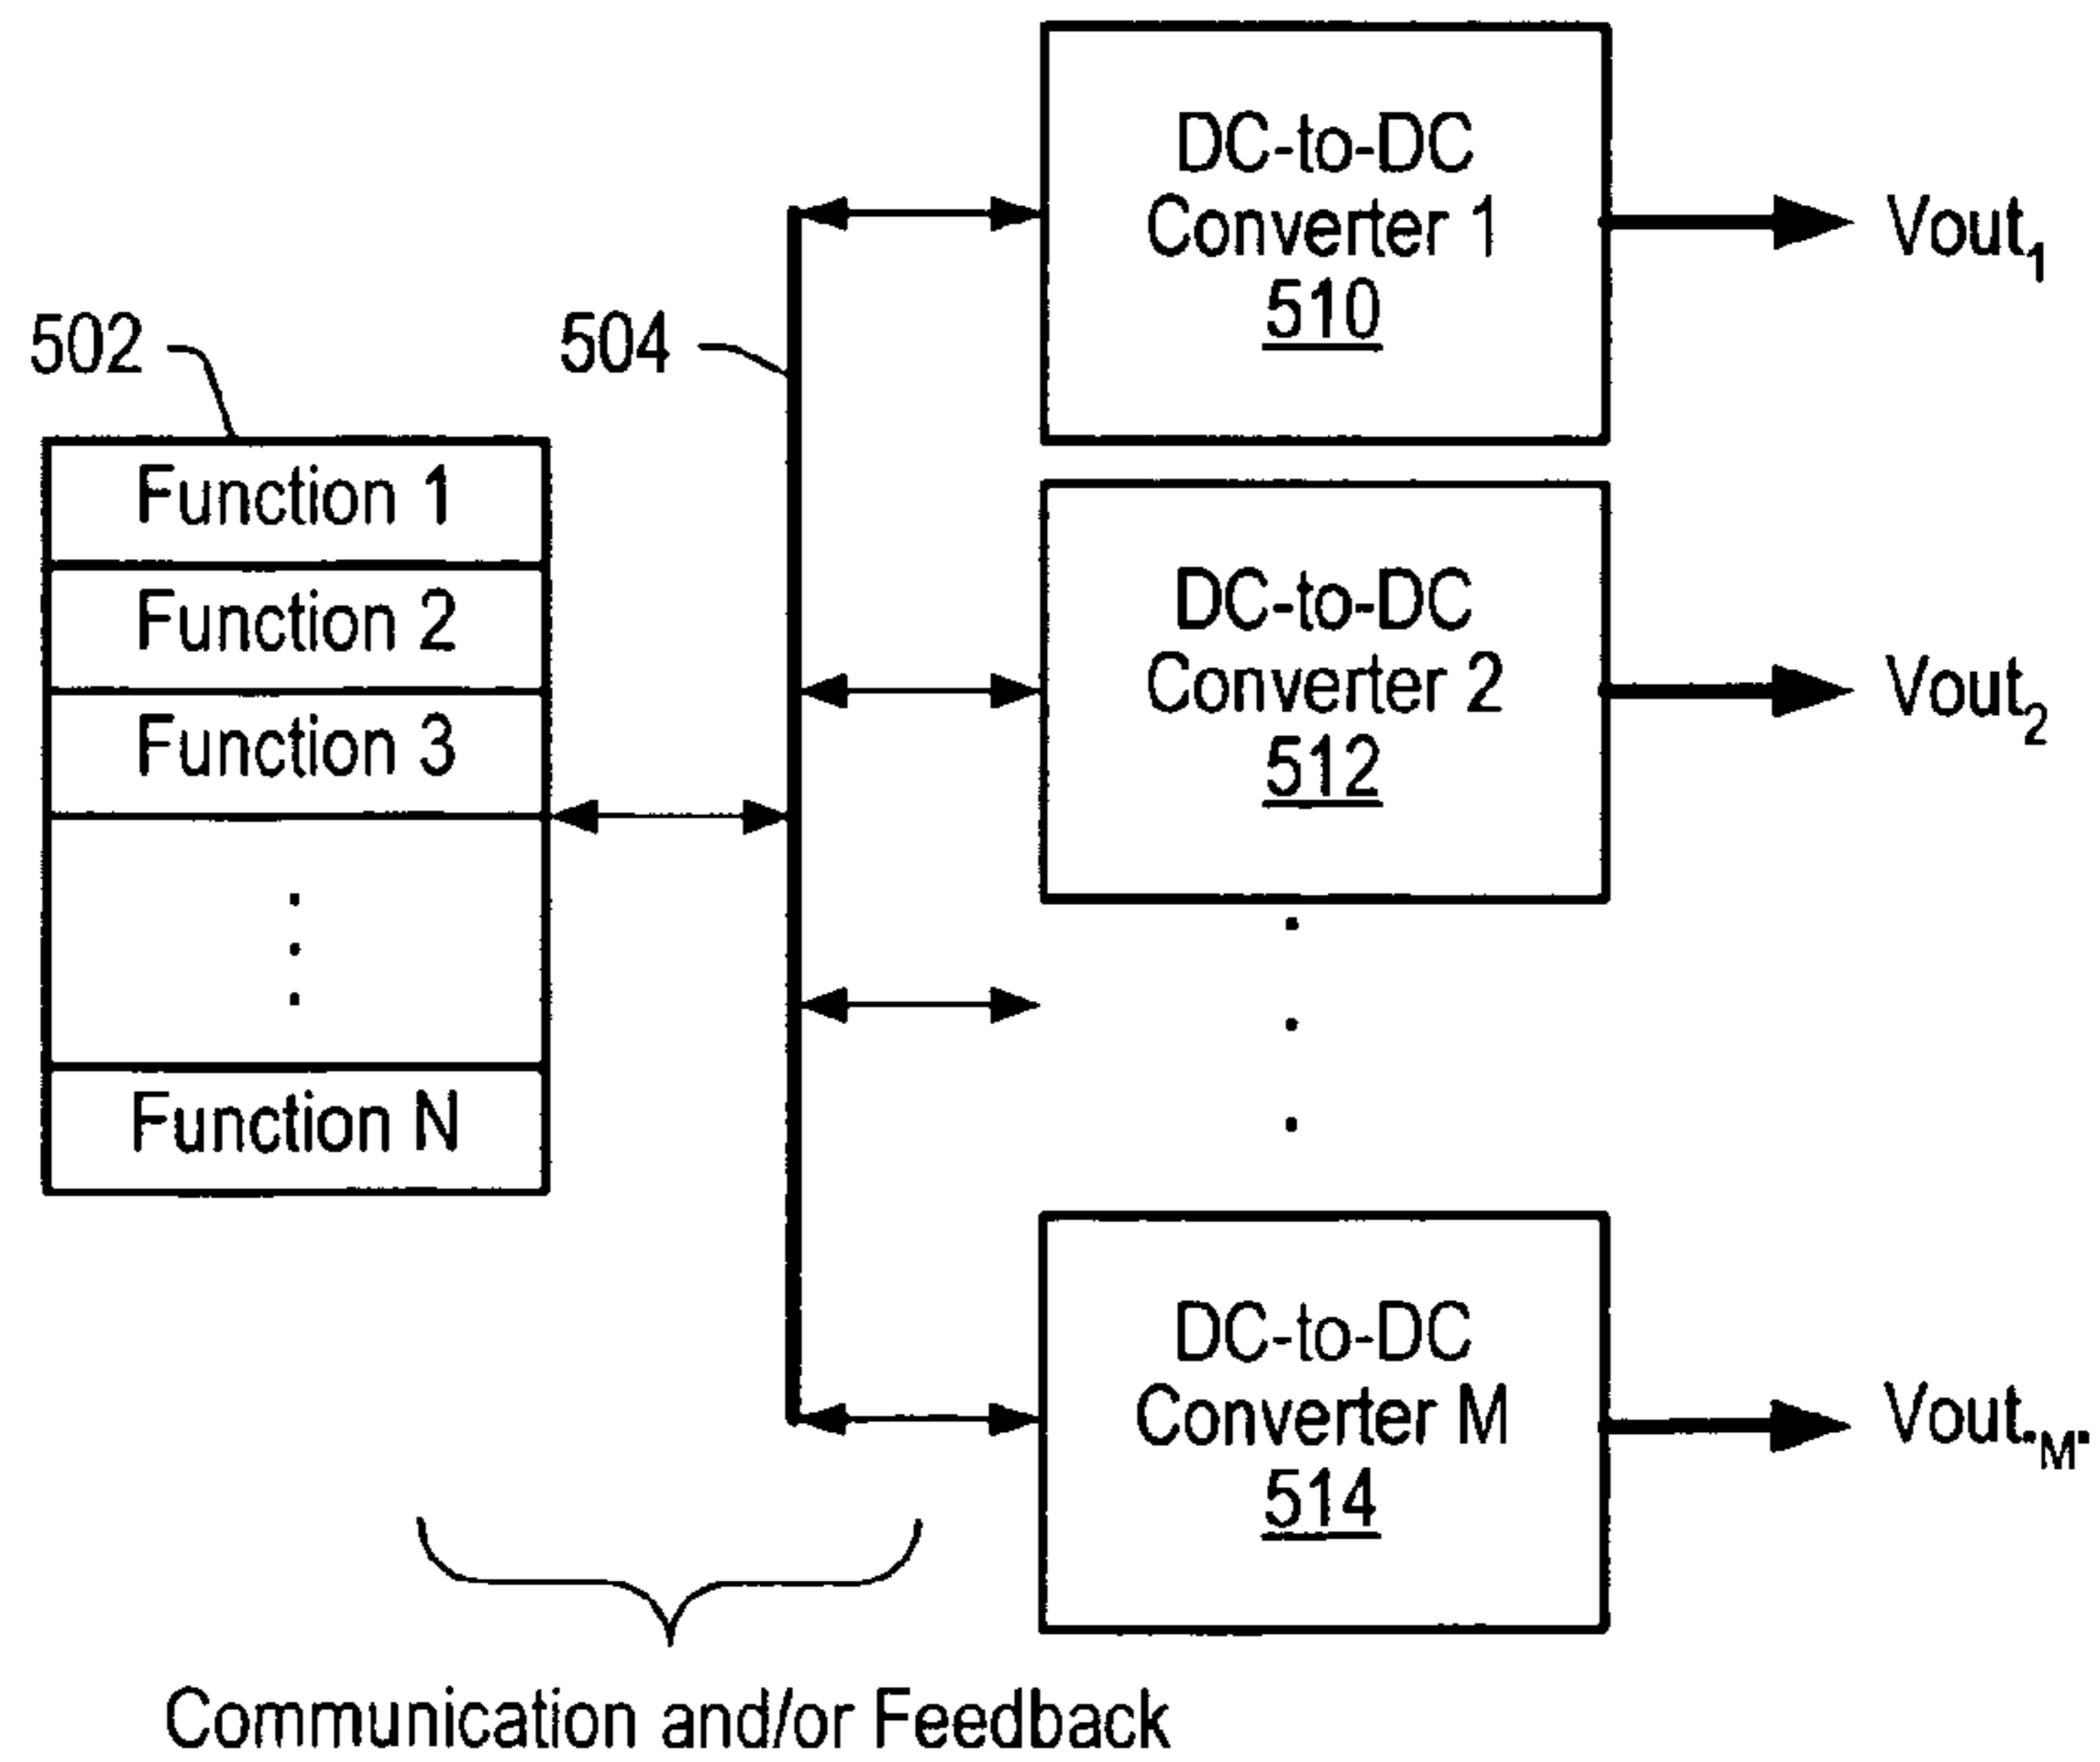 DC-to-DC
Converter 1
510
Vout1
502
504
Function 1
Function 2
Function 3
Function N
DC-to-DC
Converter 2
512
Vout2
DC-to-DC
Converter M
514
VoutM
Communication and/or Feedback